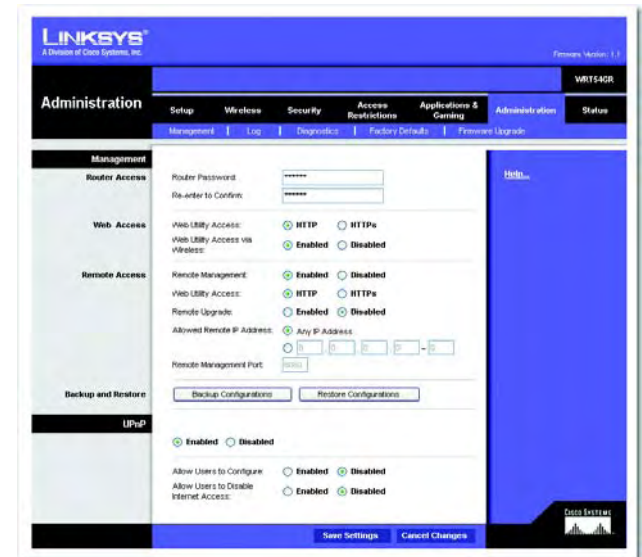 LINKSYS®
A Division of Cisco Systems, Inc.
Firmware Version: 1.1
WRT54GR
Administration
Setup Wireless Security Access Restrictions Applications & Gaming Administration Status
Management | Log | Diagnostics | Factory Defaults | Firmware Upgrade
Management
Router Access
Router Password: ******
Re-enter to Confirm: ******
Help...
Web Access
Web Utility Access: HTTP HTTPs
Web Utility Access via Wireless: Enabled Disabled
Remote Access
Remote Management: Enabled Disabled
Web Utility Access: HTTP HTTPs
Remote Upgrade: Enabled Disabled
Allowed Remote IP Address: Any IP Address
0 . 0 . 0 . 0 - 0
Remote Management Port: 8080
Backup and Restore
Backup Configurations Restore Configurations
UPnP
Enabled Disabled
Allow Users to Configure: Enabled Disabled
Allow Users to Disable Internet Access: Enabled Disabled
Save Settings Cancel Changes
CISCO SYSTEMS